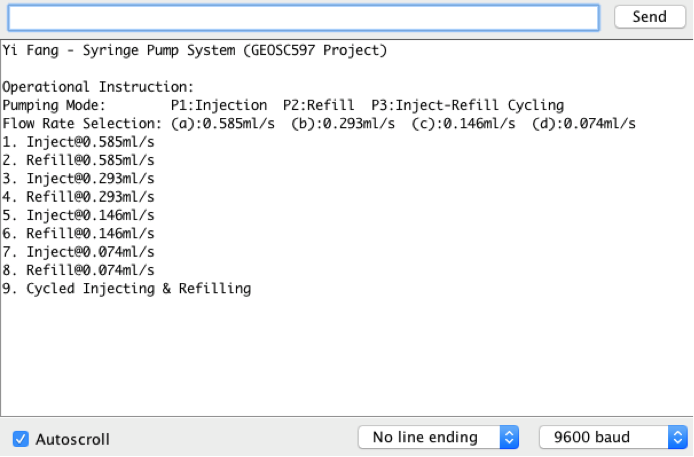 Send
Yi Fang - Syringe Pump System (GEOSC597 Project)
Operational Instruction:
Pumping Mode:        P1:Injection  P2:Refill  P3:Inject-Refill Cycling
Flow Rate Selection: (a):0.585ml/s  (b):0.293ml/s  (c):0.146ml/s  (d):0.074ml/s
1. Inject@0.585ml/s
2. Refill@0.585ml/s
3. Inject@0.293ml/s
4. Refill@0.293ml/s
5. Inject@0.146ml/s
6. Refill@0.146ml/s
7. Inject@0.074ml/s
8. Refill@0.074ml/s
9. Cycled Injecting & Refilling
Autoscroll No line ending 9600 baud